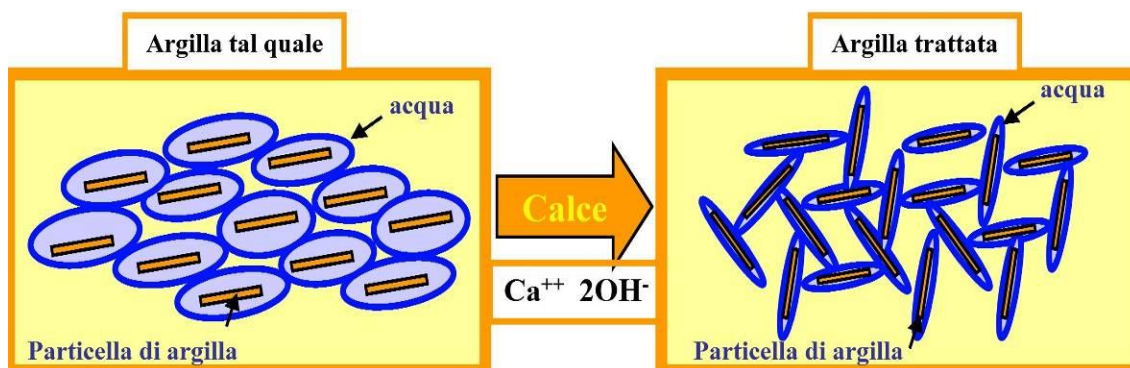 Argilla tal quale
Argilla trattata
acqua
acqua
Calce
Ca⁺⁺ 2OH⁻
Particella di argilla
Particella di argilla